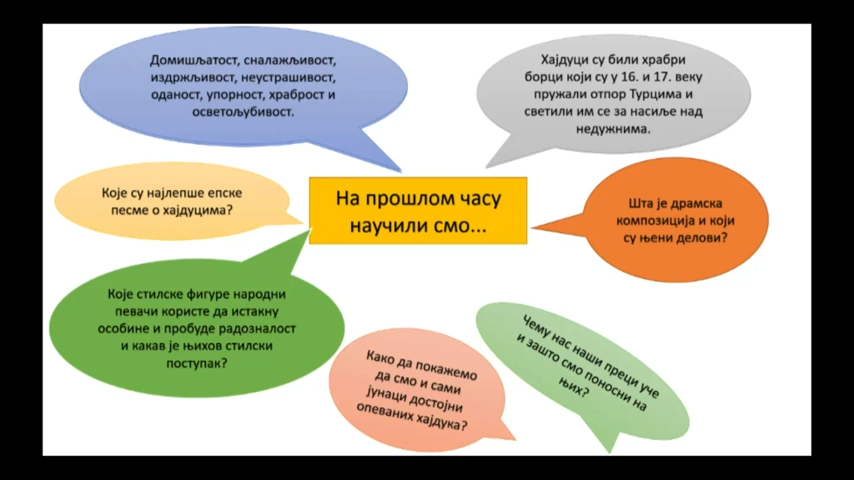 Домишљатост, сналажљивост,
издржљивост, неустрашивост,
оданост, упорност, храброст и
осветољубивост.
Хајдуци су били храбри
борци који су у 16. и 17. веку
пружали отпор Турцима и
светили им се за насиље над
недужнима.
Које су најлепше епске
песме о хајдуцима?
На прошлом часу
научили смо...
Шта је драмска
композиција и који
су њени делови?
Које стилске фигуре народни
певачи користе да истакну
особине и пробуде радозналост
и какав је њихов стилски
поступак?
Како да покажемо
да смо и сами
јунаци достојни
опеваних хајдука?
Чему нас наши преци уче
и зашто смо поносни на
њих?